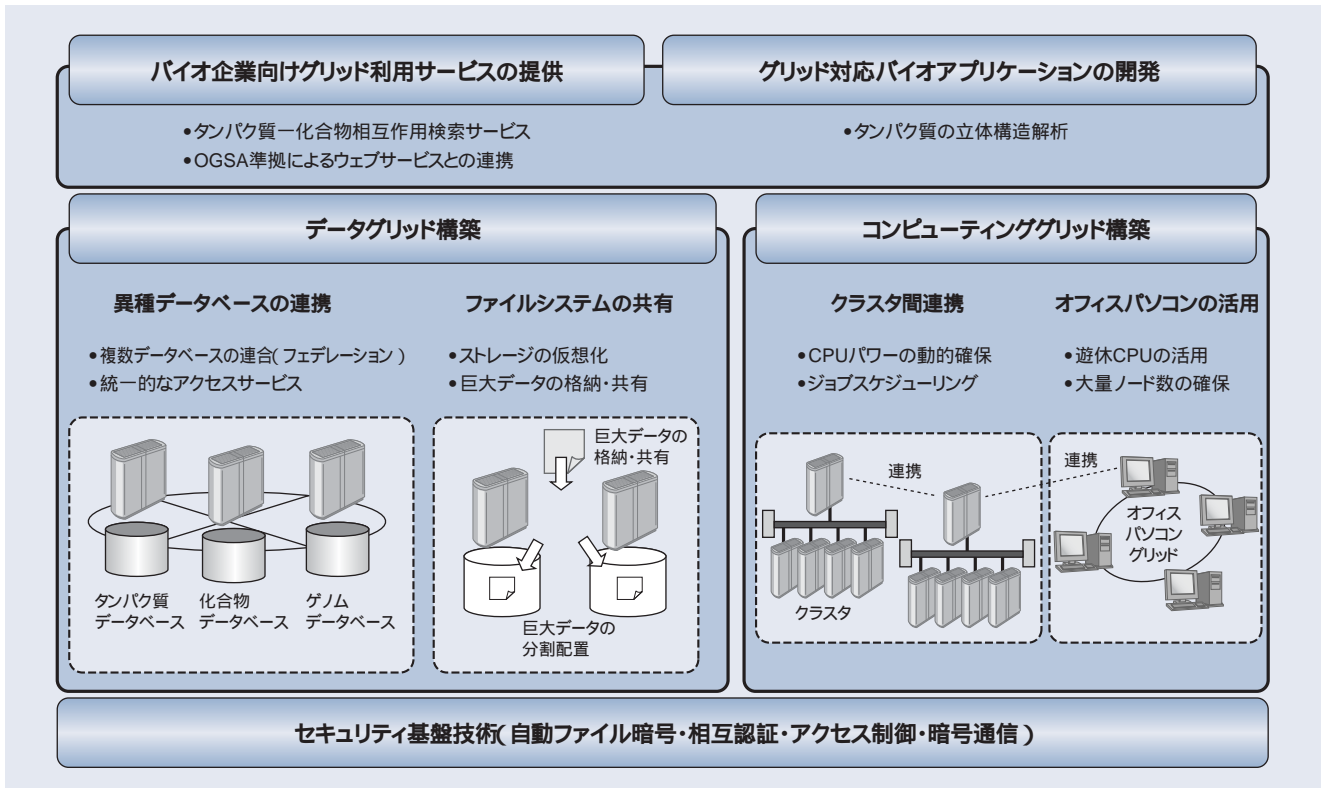 バイオ企業向けグリッド利用サービスの提供
グリッド対応バイオアプリケーションの開発
•タンパク質ー化合物相互作用検索サービス
•OGSA準拠によるウェブサービスとの連携
•タンパク質の立体構造解析
データグリッド構築
コンピューティンググリッド構築
異種データベースの連携
•複数データベースの連合(フェデレーション)
•統一的なアクセスサービス
ファイルシステムの共有
•ストレージの仮想化
•巨大データの格納・共有
クラスタ間連携
•CPUパワーの動的確保
•ジョブスケジューリング
オフィスパソコンの活用
•遊休CPUの活用
•大量ノード数の確保
タンパク質
データベース
化合物
データベース
ゲノム
データベース
巨大データの
格納・共有
巨大データの
分割配置
連携
クラスタ
連携
オフィス
パソコン
グリッド
セキュリティ基盤技術(自動ファイル暗号・相互認証・アクセス制御・暗号通信)